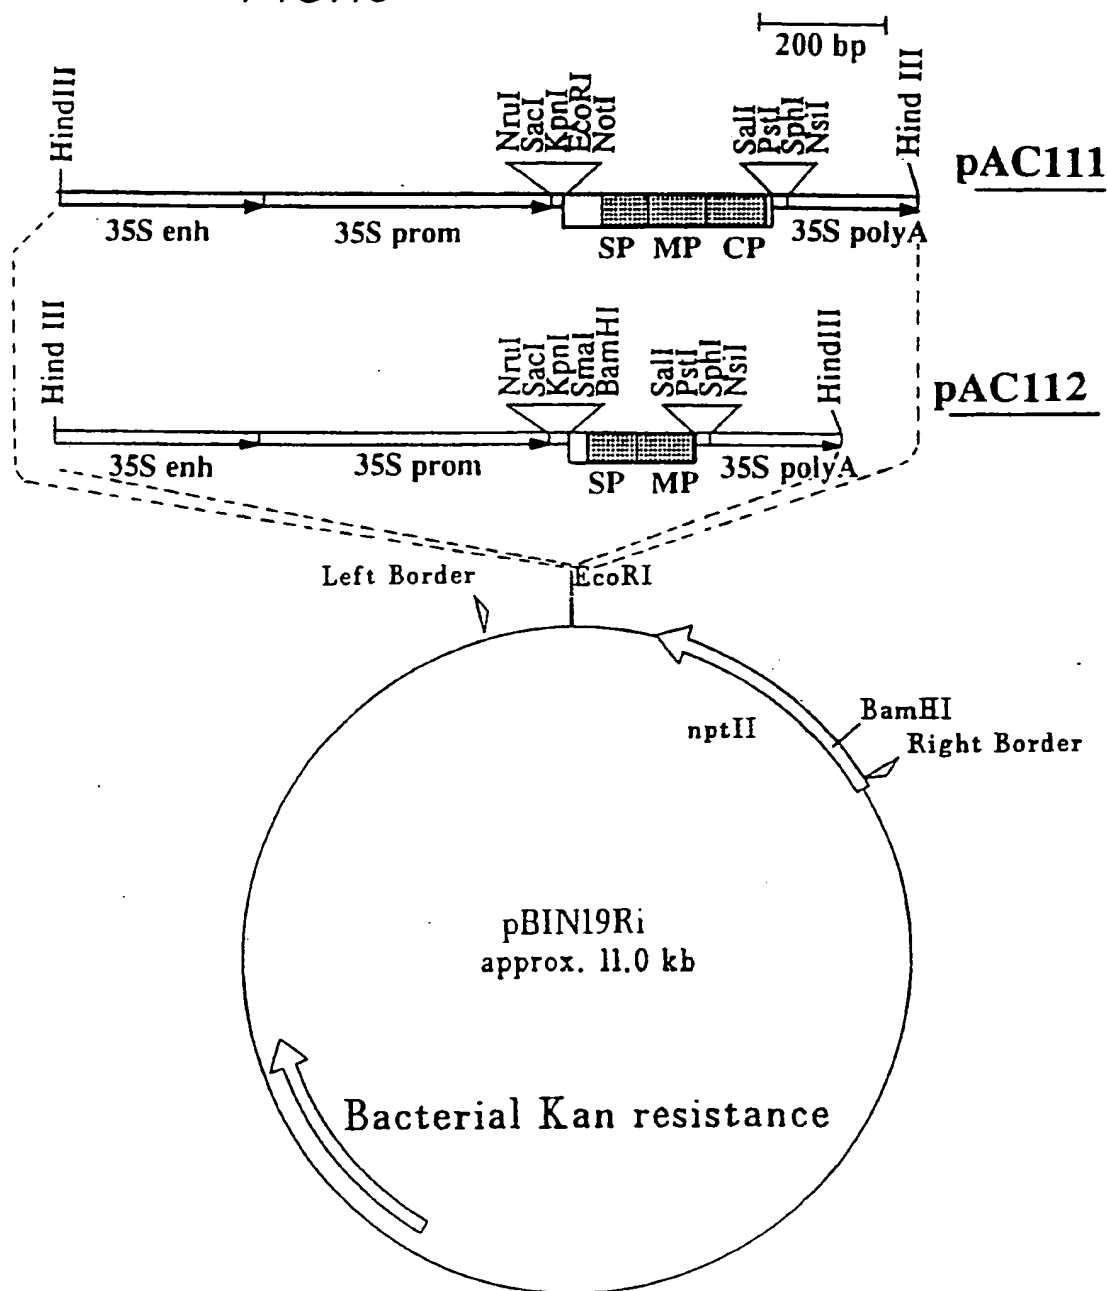 200 bp
HindIII
NruI
SacI
KpnI
EcoRI
NotI
SalI
PstI
SphI
NsiI
Hind III
pAC111
35S enh
35S prom
SP MP CP
35S polyA
Hind III
NruI
SacI
KpnI
SmaI
BamHI
SalI
PstI
SphI
NsiI
HindIII
pAC112
35S enh
35S prom
SP MP
35S polyA
Left Border
EcoRI
nptII
BamHI
Right Border
pBIN19Ri
approx. 11.0 kb
Bacterial Kan resistance